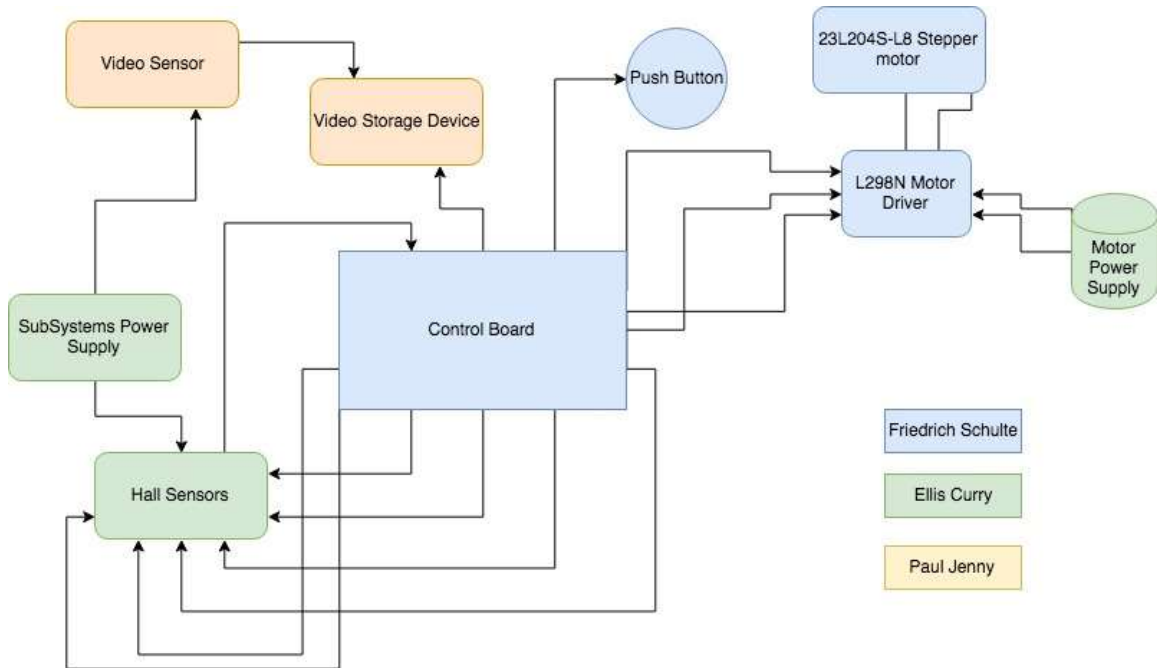 23L204S-L8 Stepper
motor
Video Sensor
Push Button
Video Storage Device
L298N Motor
Driver
Motor
Power
Supply
SubSystems Power
Supply
Control Board
Friedrich Schulte
Hall Sensors
Ellis Curry
Paul Jenny